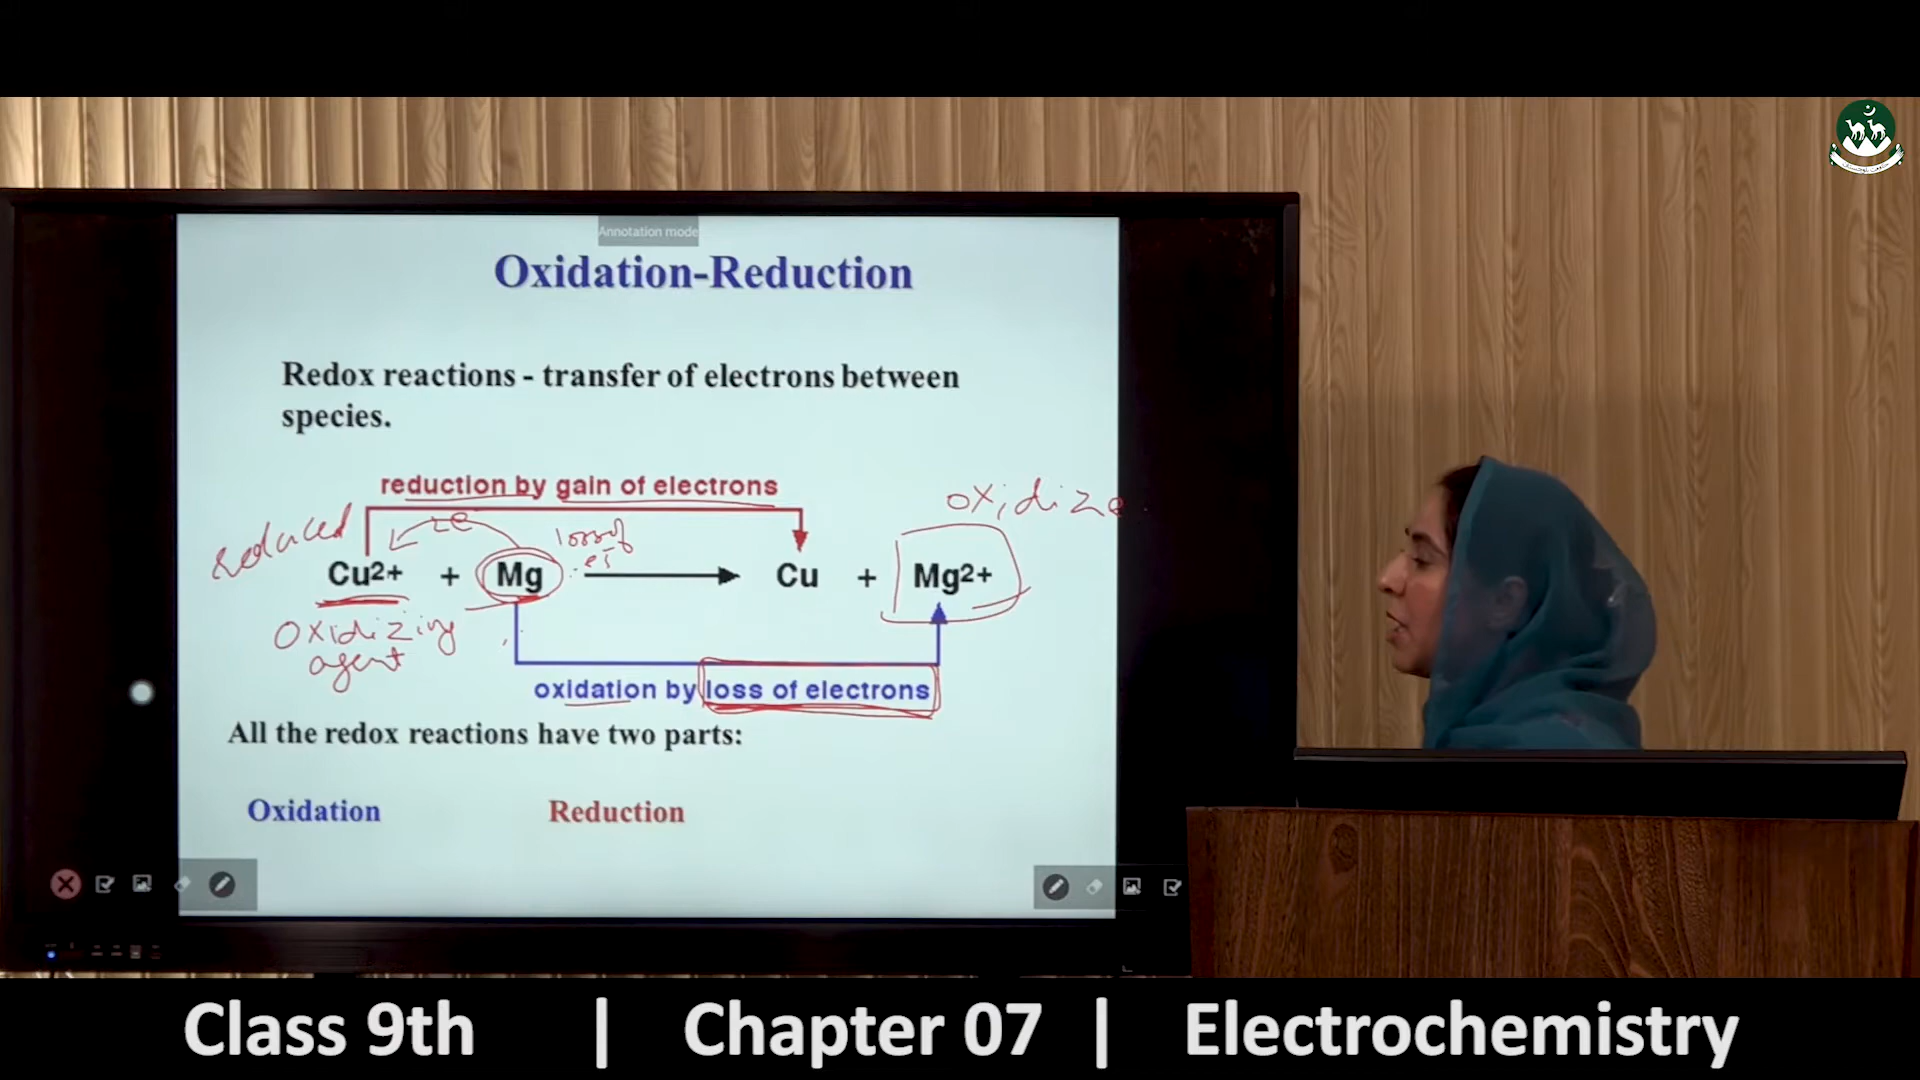 Annotation mode
Oxidation-Reduction
Redox reactions - transfer of electrons between
species.
reduction by gain of electrons
oxidize
reduced
2e
loss of
e-
Cu2+ + Mg Cu + Mg2+
Oxidizing
agent
oxidation by loss of electrons
All the redox reactions have two parts:
Oxidation Reduction
Class 9th | Chapter 07 | Electrochemistry